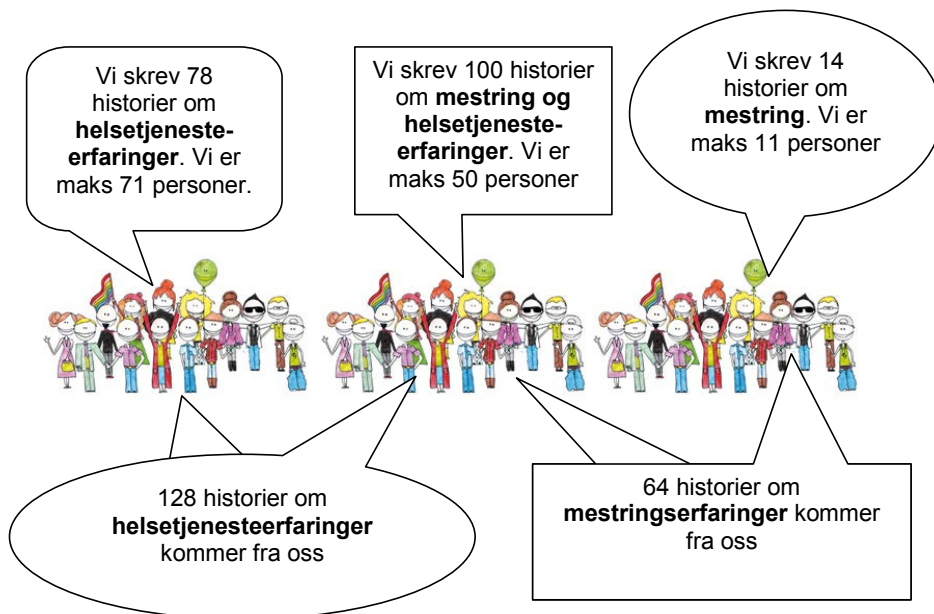 Vi skrev 78
historier om
helsetjeneste-
erfaringer. Vi er
maks 71 personer.
Vi skrev 100 historier
om mestring og
helsetjeneste-
erfaringer. Vi er
maks 50 personer
Vi skrev 14
historier om
mestring. Vi er
maks 11 personer
128 historier om
helsetjenesteerfaringer
kommer fra oss
64 historier om
mestringserfaringer kommer
fra oss